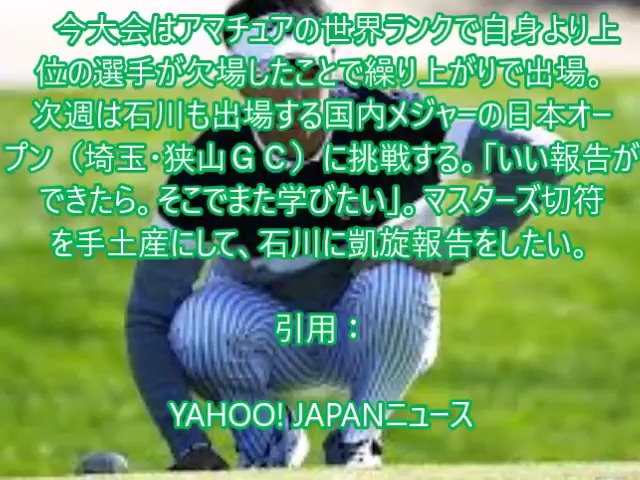 今大会はアマチュアの世界ランクで自身より上
位の選手が欠場したことで繰り上がりで出場。
次週は石川も出場する国内メジャーの日本オー
プン（埼玉・狭山ＧＣ）に挑戦する。「いい報告が
できたら。そこでまた学びたい」。マスターズ切符
を手土産にして、石川に凱旋報告をしたい。
引用：
YAHOO! JAPANニュース